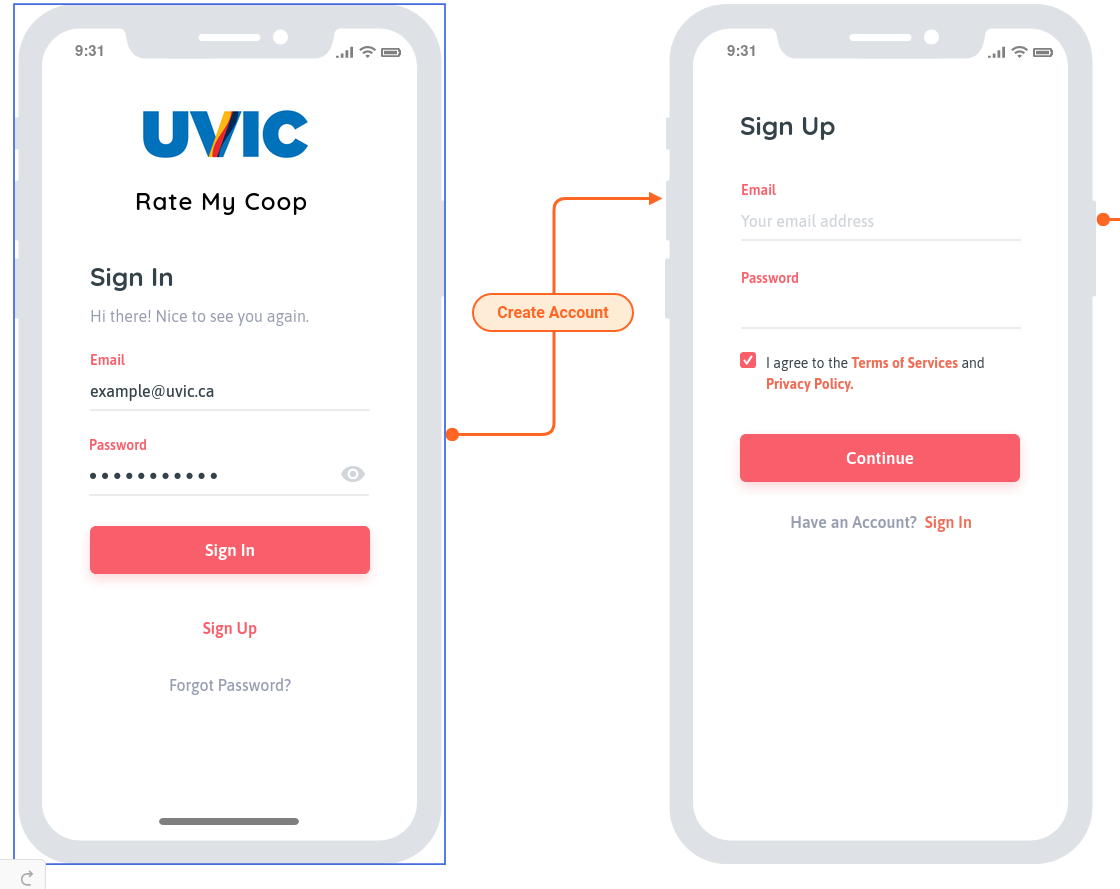 9:31
UVIC
Rate My Coop
Sign In
Hi there! Nice to see you again.
Email
example@uvic.ca
Password
Sign In
Sign Up
Forgot Password?
Create Account
9:31
Sign Up
Email
Your email address
Password
I agree to the Terms of Services and
Privacy Policy.
Continue
Have an Account? Sign In